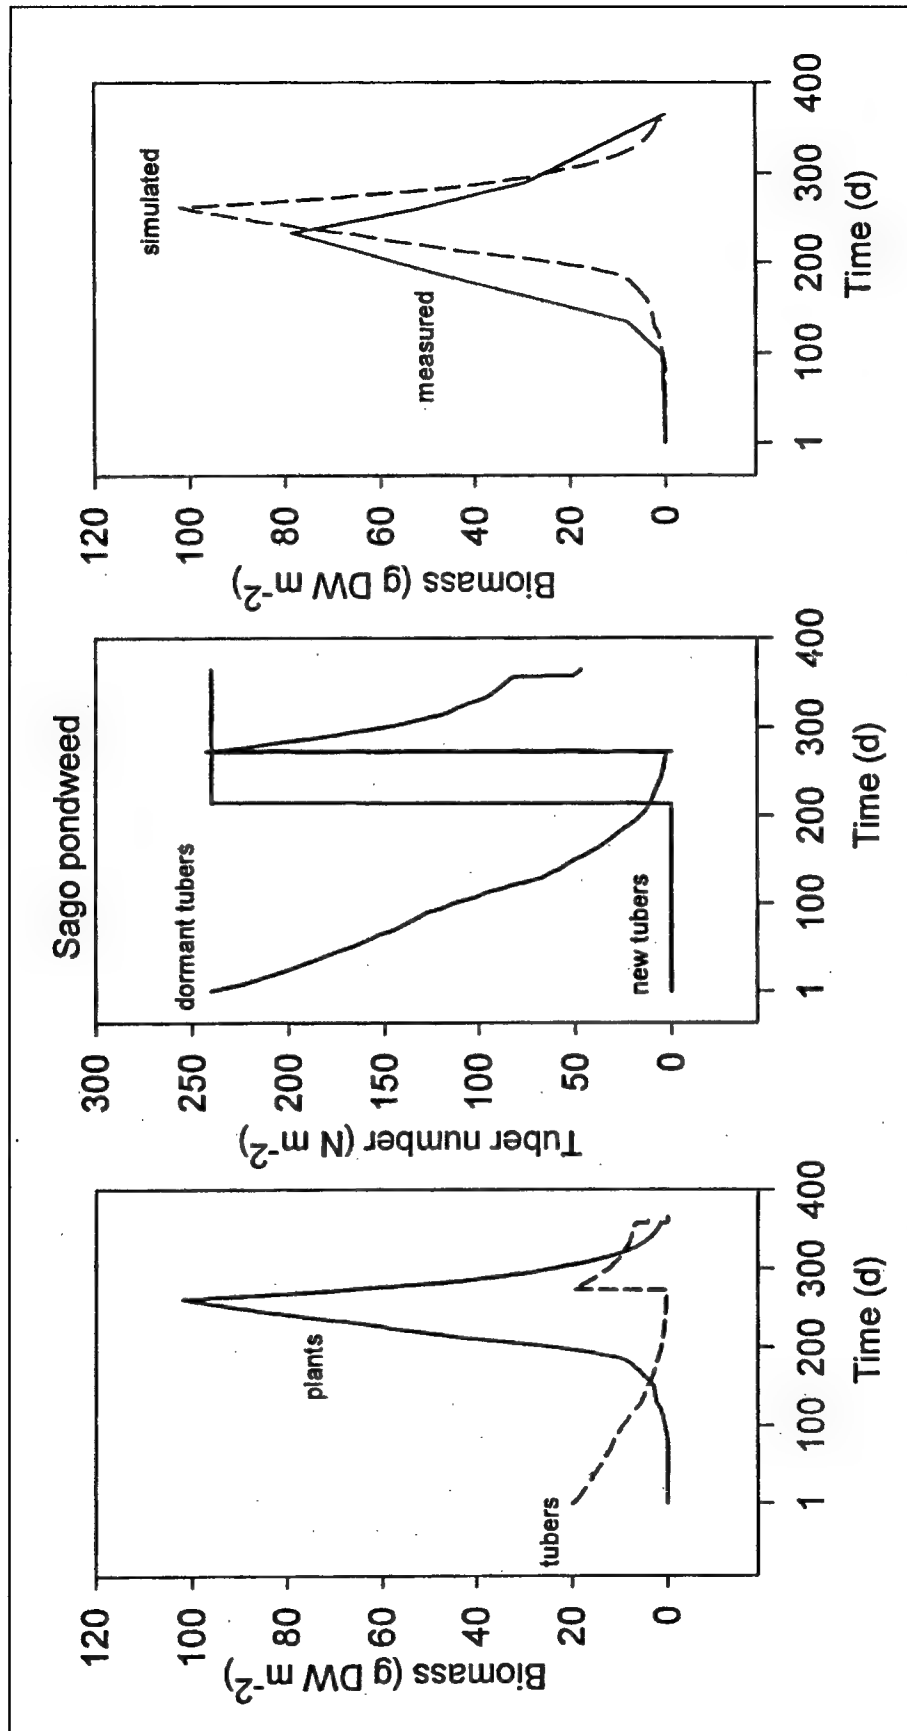 Sago pondweed
120
100
80
60
40
20
0
Biomass (g DW m-2)
plants
tubers
1 100 200 300 400
Time (d)
300
250
200
150
100
50
0
Tuber number (N m-2)
dormant tubers
new tubers
1 100 200 300 400
Time (d)
120
100
80
60
40
20
0
Biomass (g DW m-2)
simulated
measured
1 100 200 300 400
Time (d)